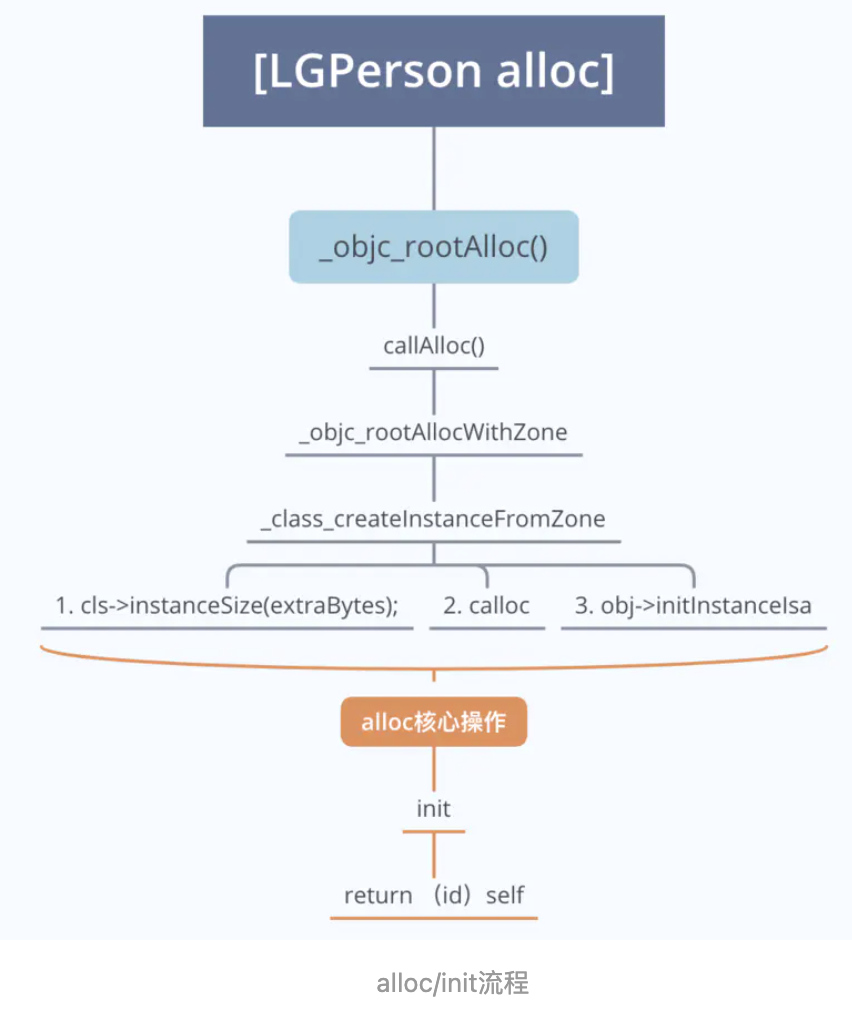 [LGPerson alloc]
_objc_rootAlloc()
callAlloc()
_objc_rootAllocWithZone
_class_createInstanceFromZone
1. cls->instanceSize(extraBytes);
2. calloc
3. obj->initInstanceIsa
alloc核心操作
init
return （id）self
alloc/init流程